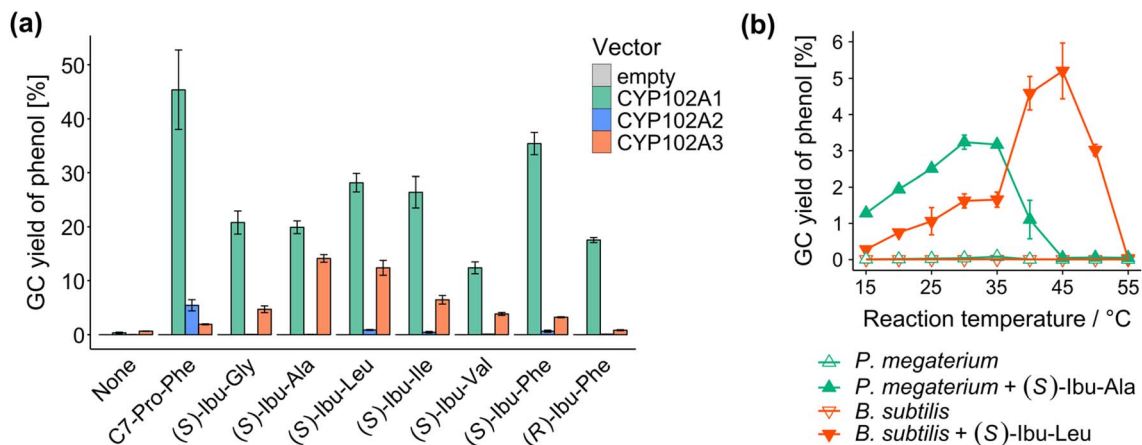 (a)
GC yield of phenol [%]
50
40
30
20
10
0
None
C7-Pro-Phe
(S)-Ibu-Gly
(S)-Ibu-Ala
(S)-Ibu-Leu
(S)-Ibu-Ile
(S)-Ibu-Val
(S)-Ibu-Phe
(R)-Ibu-Phe
Vector
empty
CYP102A1
CYP102A2
CYP102A3
(b)
GC yield of phenol [%]
6
5
4
3
2
1
0
15 25 35 45 55
Reaction temperature / °C
P. megaterium
P. megaterium + (S)-Ibu-Ala
B. subtilis
B. subtilis + (S)-Ibu-Leu